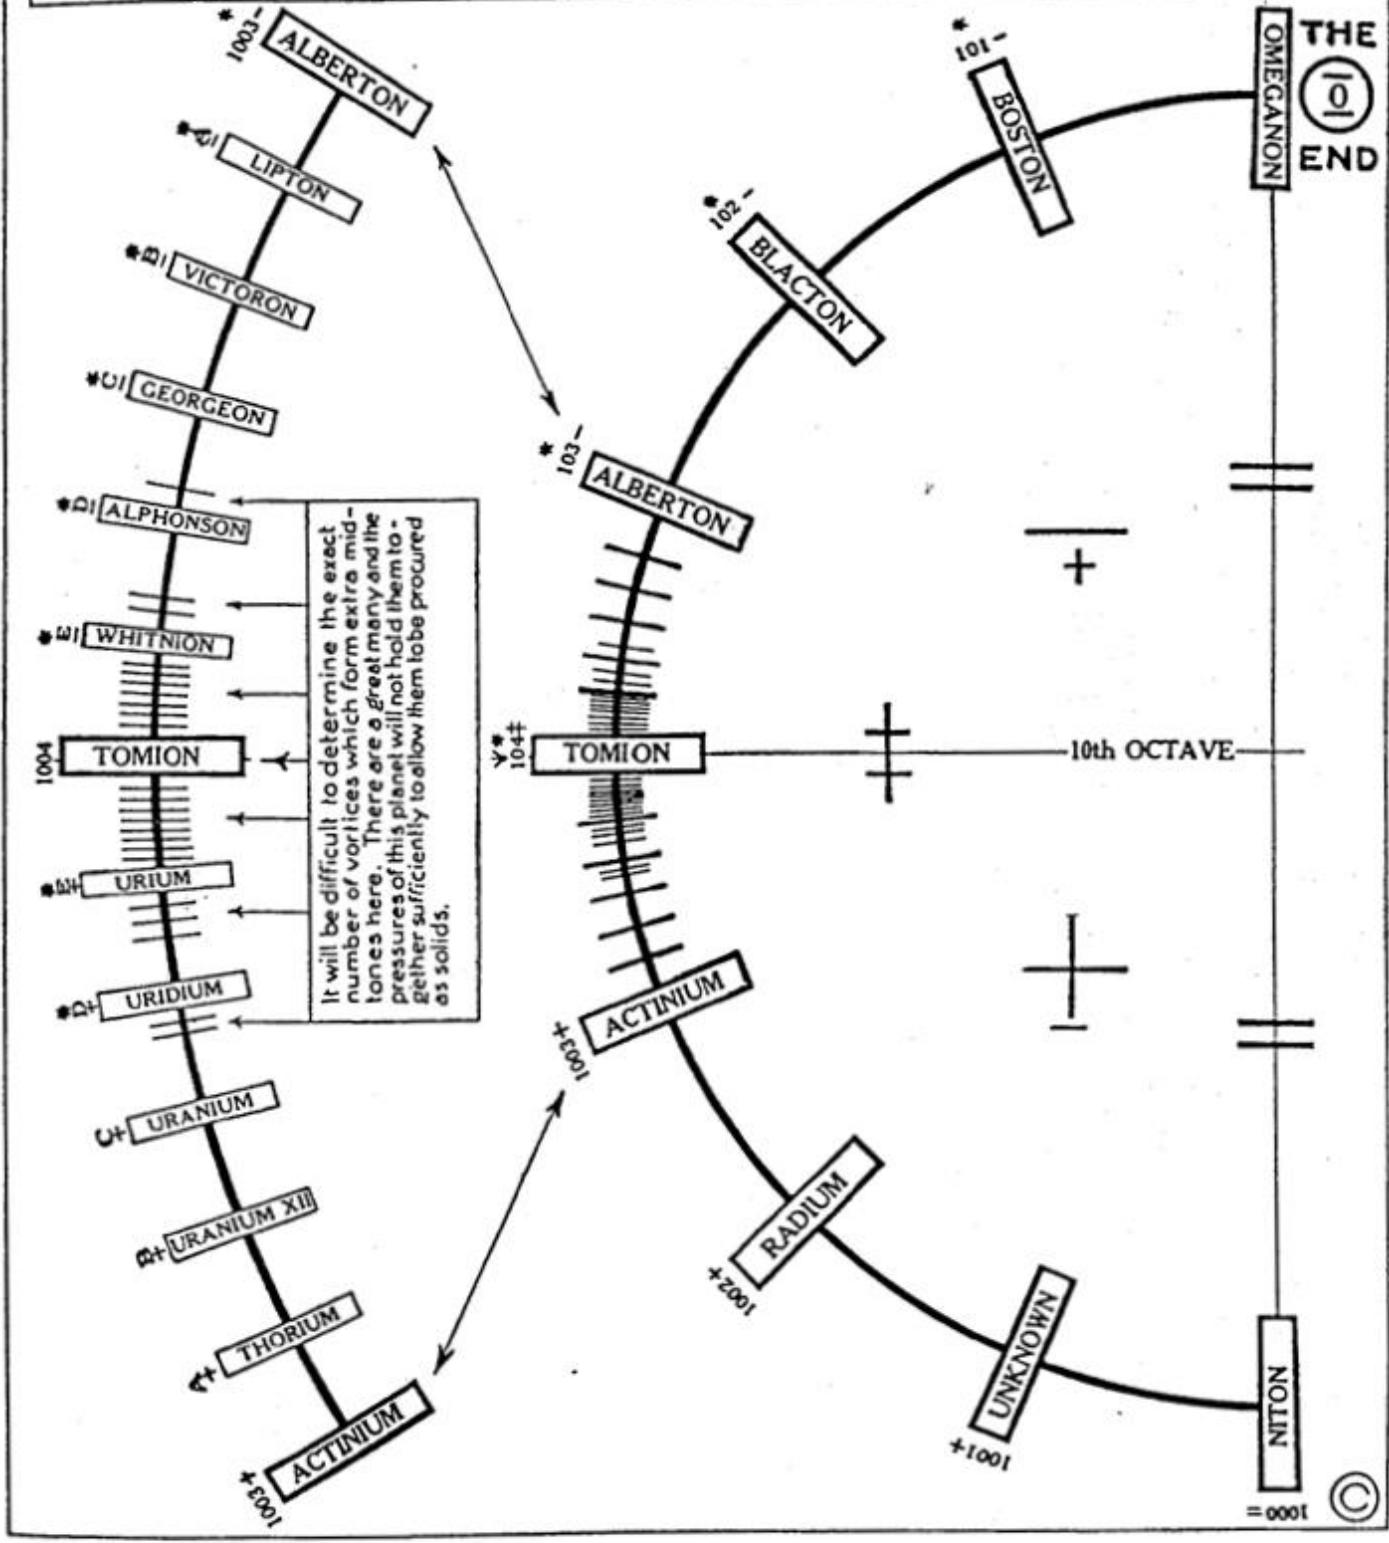 THE
0
END
OMEGANON
* 101-
BOSTON
* 102-
BLACTON
* 103-
ALBERTON
* 104‡
TOMION
10th OCTAVE
1003+
ACTINIUM
1002+
RADIUM
1001+
UNKNOWN
1000=
NITON
©
* 1003-
ALBERTON
*A-
LIPTON
*B-
VICTORON
*C-
GEORGEON
*D-
ALPHONSON
*E-
WHITNION
1004
TOMION
*E+
URIUM
*D+
URIDIUM
C+
URANIUM
B+
URANIUM XII
A+
THORIUM
* 1003+
ACTINIUM
It will be difficult to determine the exact
number of vortices which form extra mid-
tones here. There are a great many and the
pressures of this planet will not hold them to-
gether sufficiently to allow them to be procured
as solids.
+
-
+
-